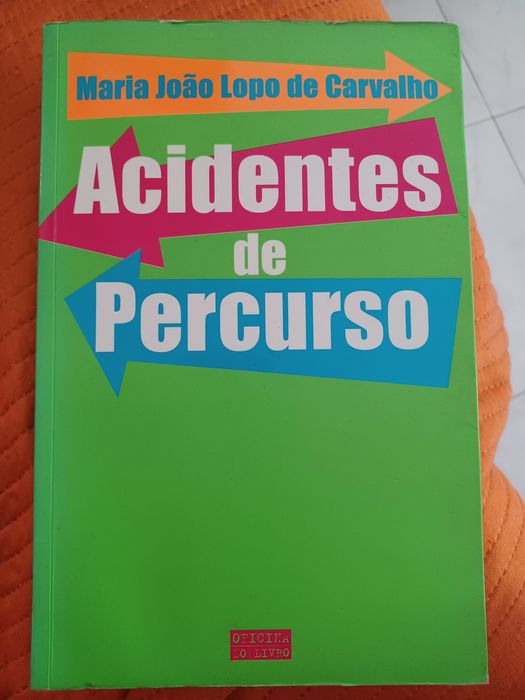 Maria João Lopo de Carvalho
Acidentes
de
Percurso
OFICINA
DO LIVRO